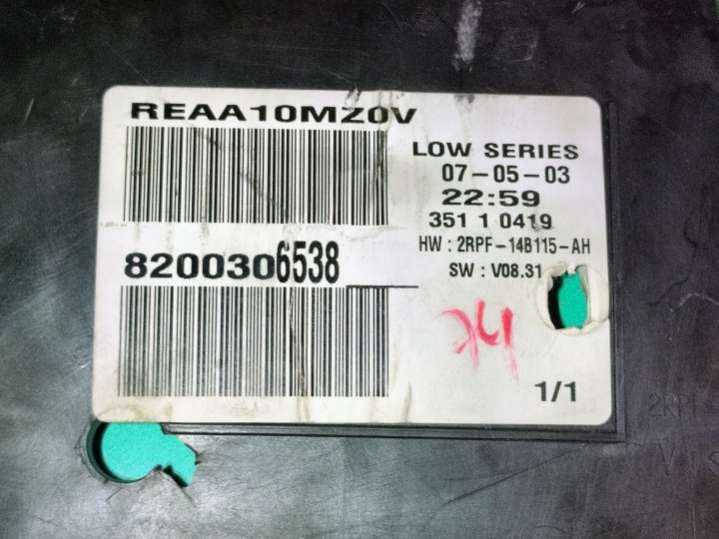 REAA10MZ0V
LOW SERIES
07-05-03
22:59
351 1 0419
HW : 2RPF-14B115-AH
SW : V08.31
8200306538
1/1